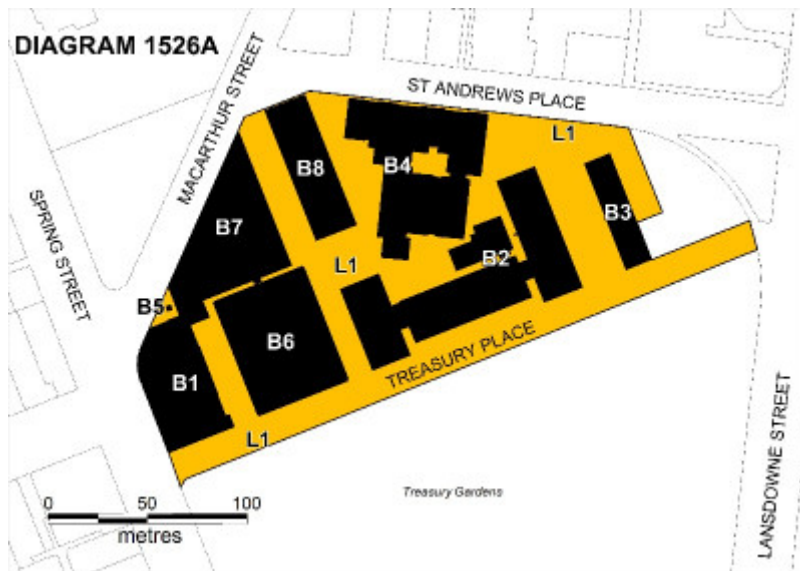 DIAGRAM 1526A
MACARTHUR STREET
ST ANDREWS PLACE
L1
B8
B4
B7
B3
SPRING STREET
L1
B2
B5
B6
TREASURY PLACE
B1
L1
LANSDOWNE STREET
Treasury Gardens
0 50 100
metres